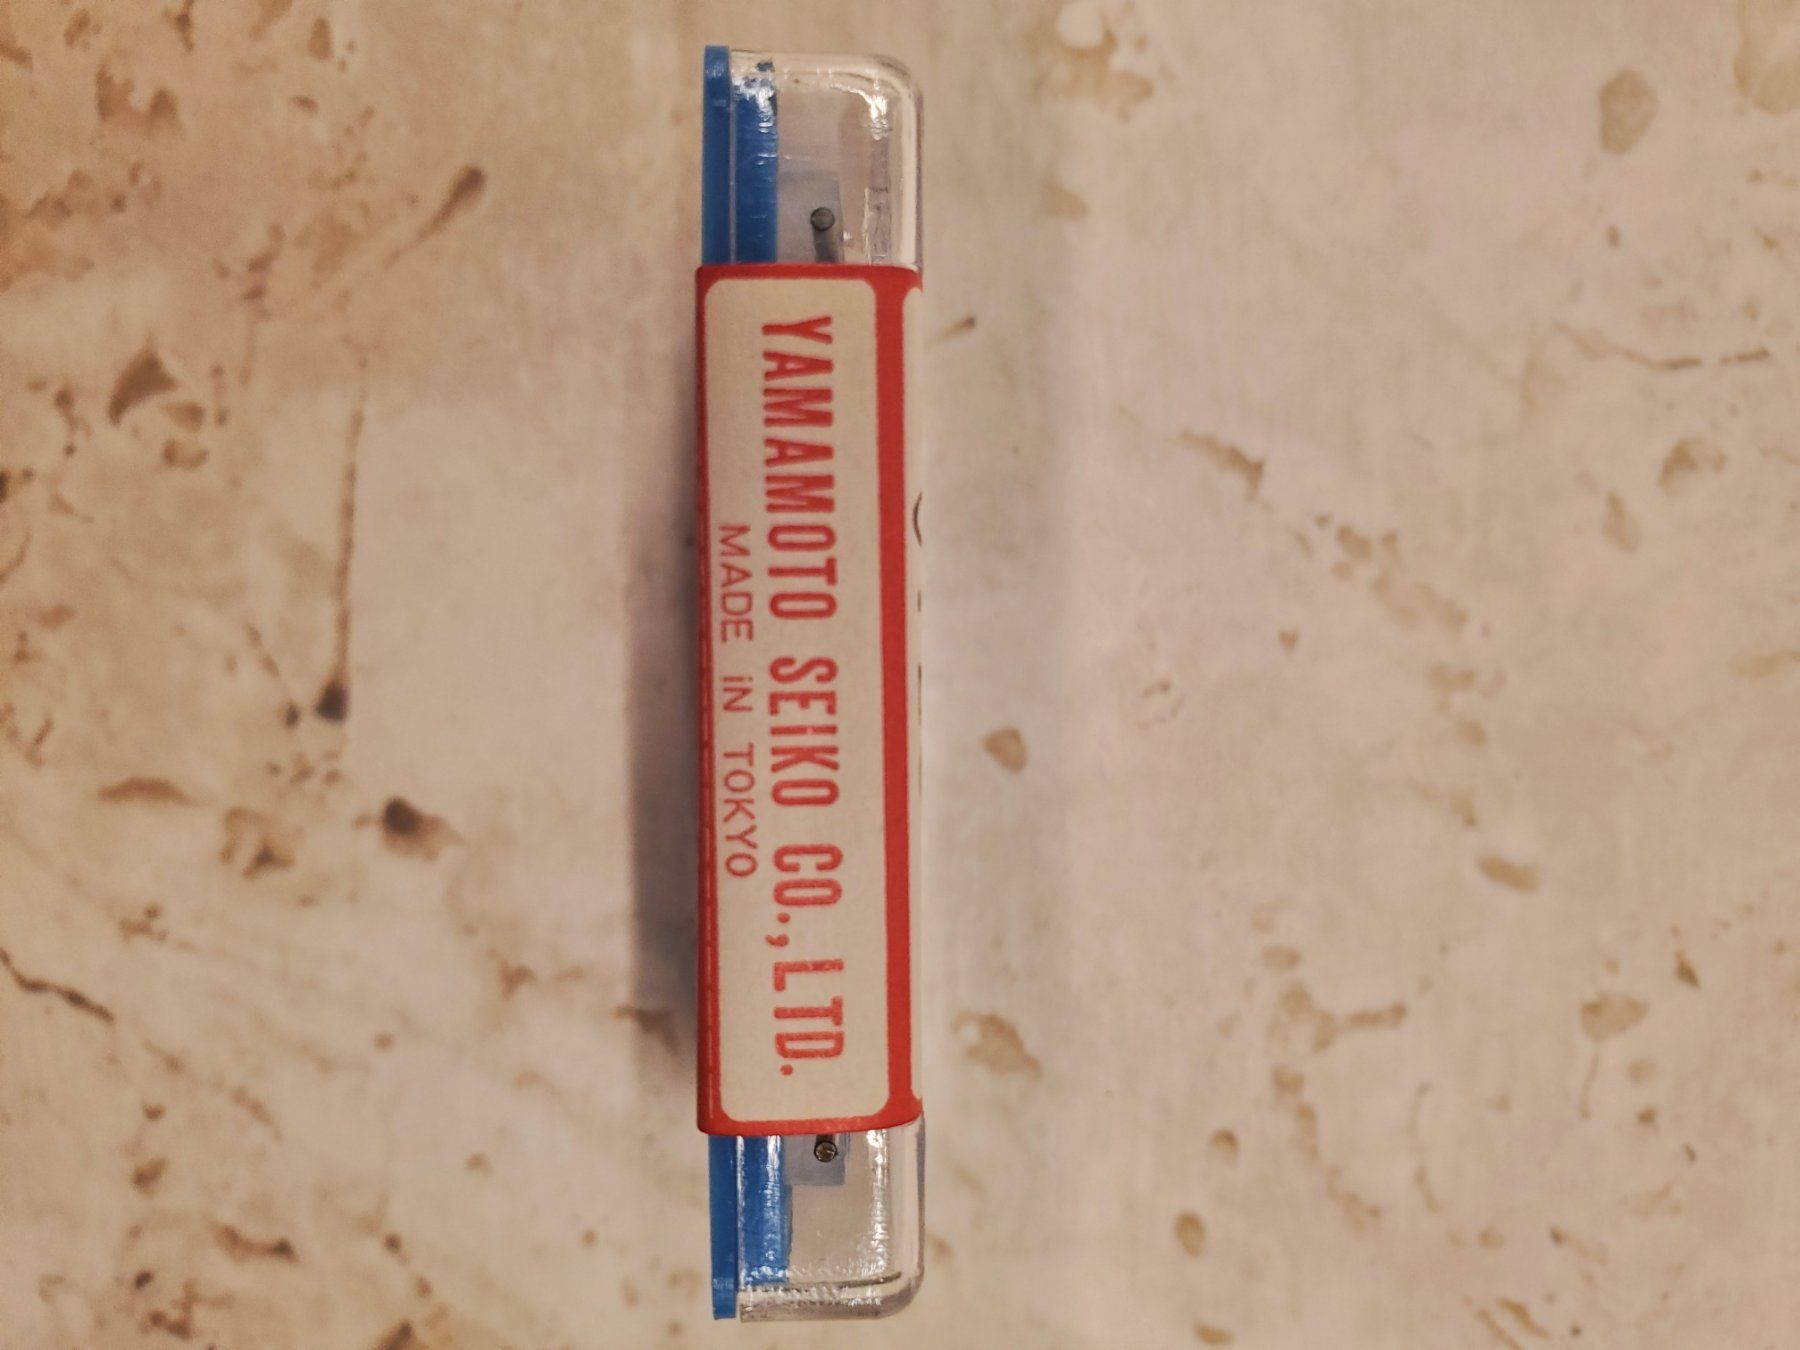 YAMAMOTO SEIKO CO.,LTD.
MADE iN TOKYO